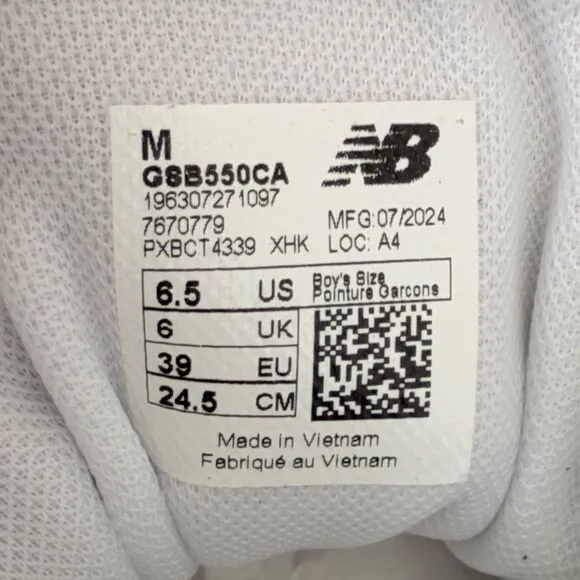 M
NB
GSB550CA
196307271097
7670779 MFG:07/2024
PXBCT4339 XHK LOC: A4
6.5 US Boy's Size
Pointure Garcons
6 UK
39 EU
24.5 CM
Made in Vietnam
Fabriqué au Vietnam